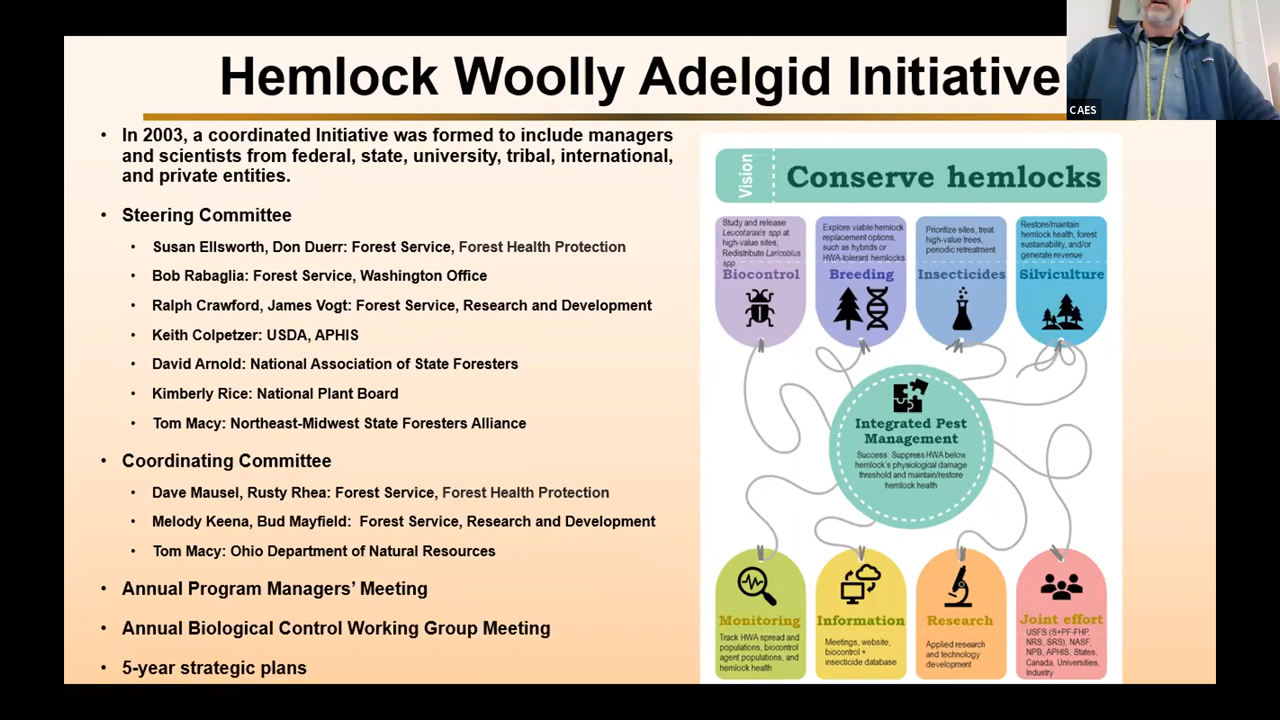 Hemlock Woolly Adelgid Initiative
CAES
• In 2003, a coordinated Initiative was formed to include managers
and scientists from federal, state, university, tribal, international,
and private entities.
• Steering Committee
• Susan Ellsworth, Don Duerr: Forest Service, Forest Health Protection
• Bob Rabaglia: Forest Service, Washington Office
• Ralph Crawford, James Vogt: Forest Service, Research and Development
• Keith Colpetzer: USDA, APHIS
• David Arnold: National Association of State Foresters
• Kimberly Rice: National Plant Board
• Tom Macy: Northeast-Midwest State Foresters Alliance
• Coordinating Committee
• Dave Mausel, Rusty Rhea: Forest Service, Forest Health Protection
• Melody Keena, Bud Mayfield: Forest Service, Research and Development
• Tom Macy: Ohio Department of Natural Resources
• Annual Program Managers’ Meeting
• Annual Biological Control Working Group Meeting
• 5-year strategic plans
Vision
Conserve hemlocks
Study and release
Leucotaraxis spp at
high-value sites;
Redistribute Laricobius
spp.
Biocontrol
Explore viable hemlock
replacement options,
such as hybrids or
HWA-tolerant hemlocks
Breeding
Prioritize sites, treat
high-value trees,
periodic retreatment
Insecticides
Restore/maintain
hemlock health, forest
sustainability, and/or
generate revenue
Silviculture
Integrated Pest
Management
Success: Suppress HWA below
hemlock's physiological damage
threshold and maintain/restore
hemlock health
Monitoring
Track HWA spread and
populations, biocontrol
agent populations, and
hemlock health
Information
Meetings, website,
biocontrol +
insecticide database
Research
Applied research
and technology
development
Joint effort
USFS (S+PF-FHP,
NRS, SRS), NASF,
NPB, APHIS, States,
Canada, Universities,
Industry